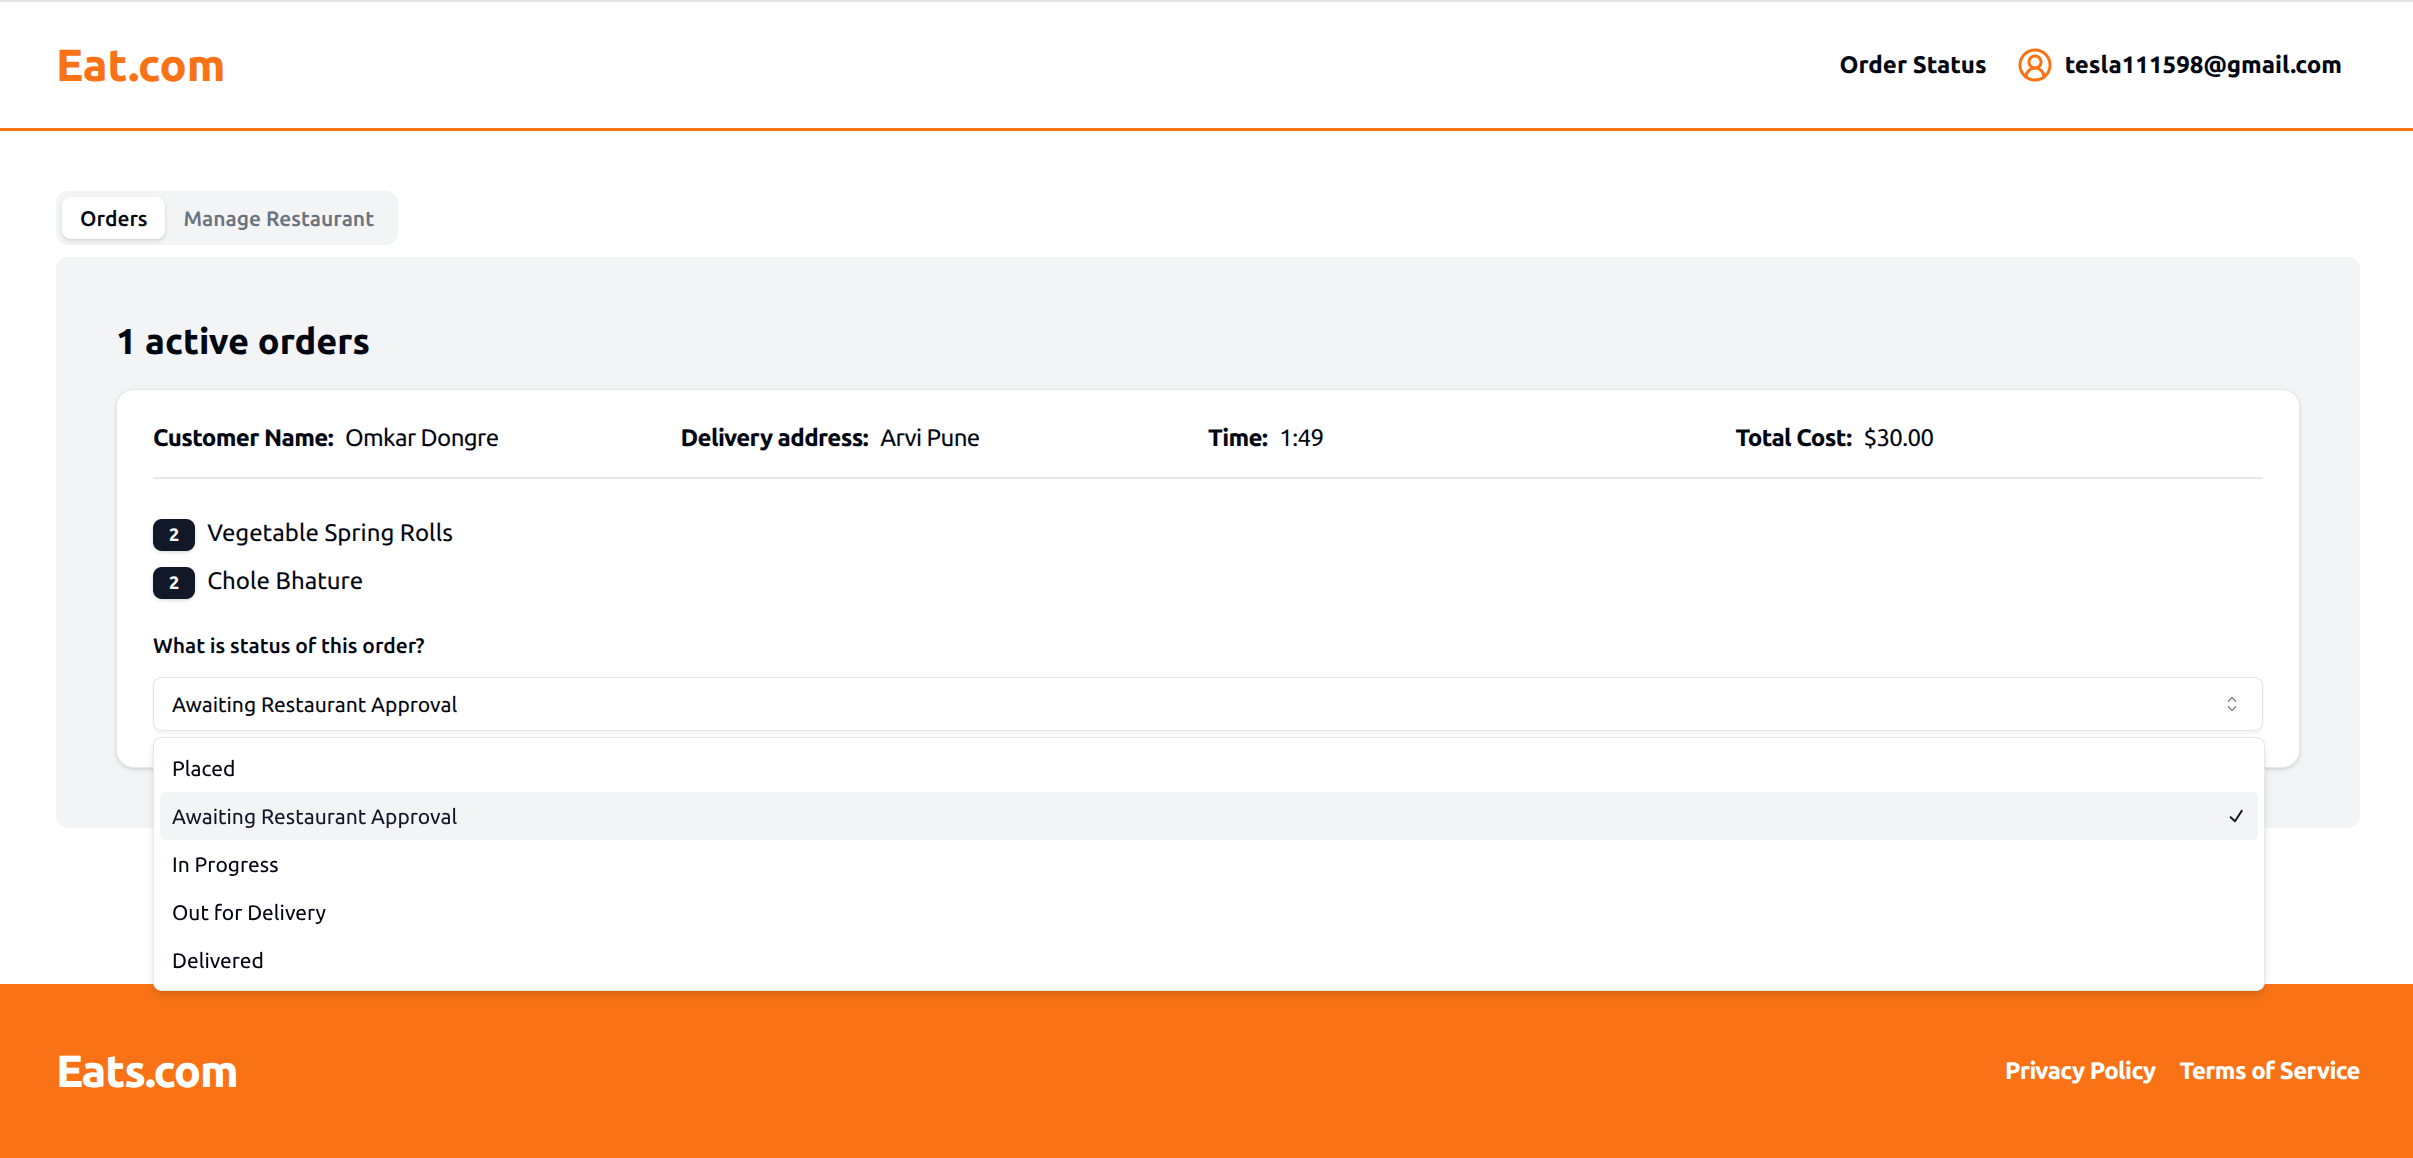 Eat.com
Order Status tesla111598@gmail.com
Orders Manage Restaurant
1 active orders
Customer Name: Omkar Dongre Delivery address: Arvi Pune Time: 1:49 Total Cost: $30.00
2 Vegetable Spring Rolls
2 Chole Bhature
What is status of this order?
Awaiting Restaurant Approval
Placed
Awaiting Restaurant Approval
In Progress
Out for Delivery
Delivered
Eats.com
Privacy Policy Terms of Service